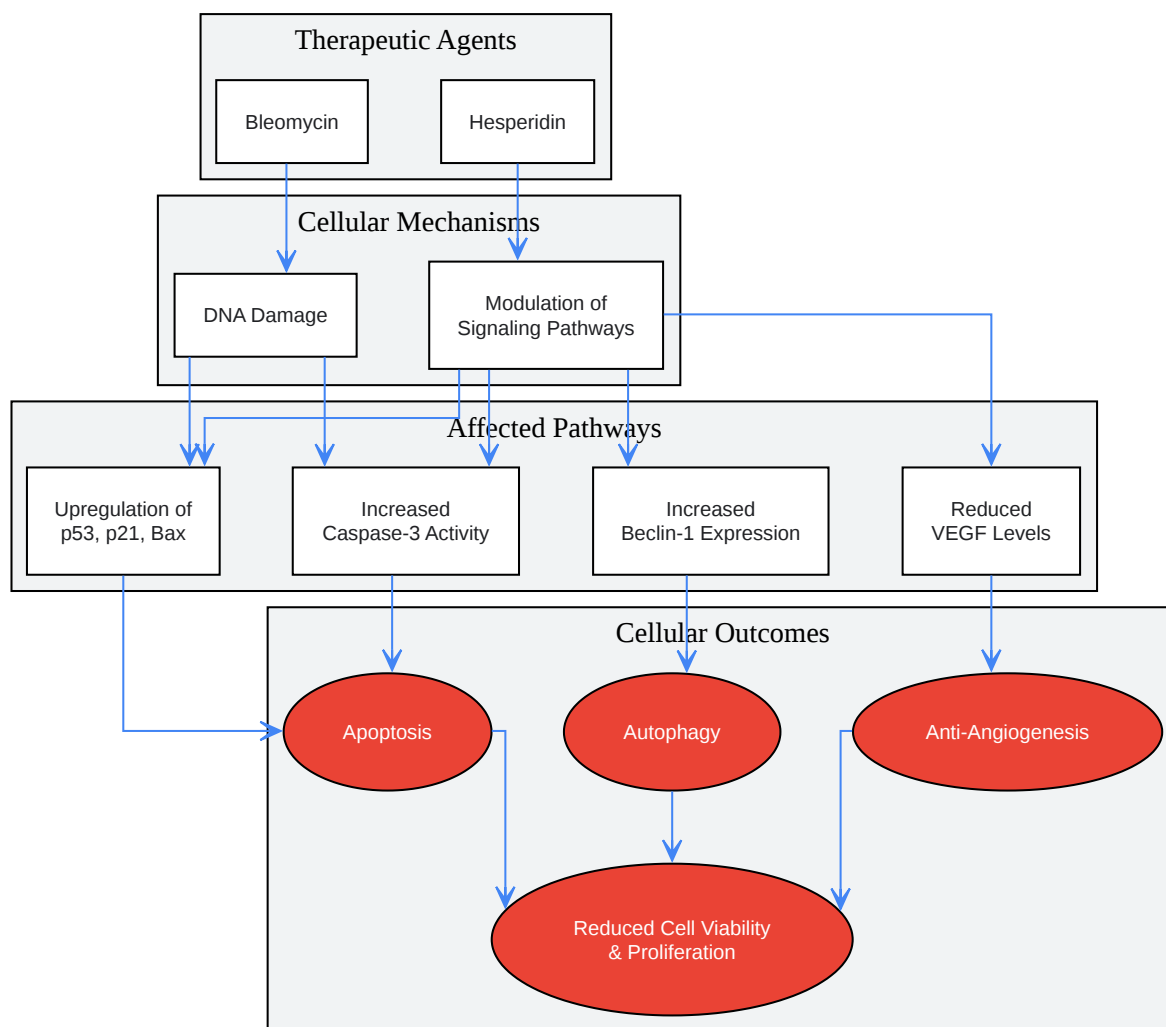 Therapeutic Agents
Bleomycin
Hesperidin
Cellular Mechanisms
DNA Damage
Modulation of
Signaling Pathways
Affected Pathways
Upregulation of
p53, p21, Bax
Increased
Caspase-3 Activity
Increased
Beclin-1 Expression
Reduced
VEGF Levels
Cellular Outcomes
Apoptosis
Autophagy
Anti-Angiogenesis
Reduced Cell Viability
& Proliferation